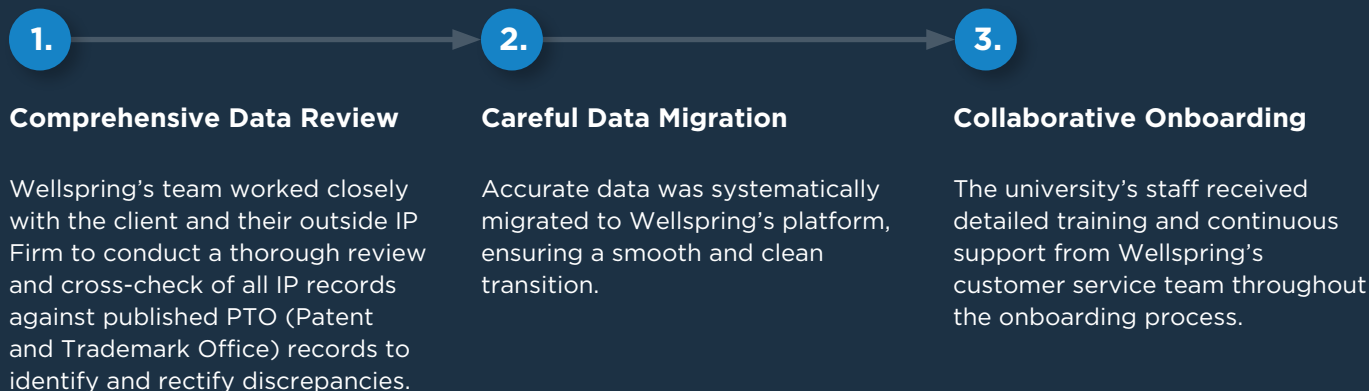 1.
Comprehensive Data Review
Wellspring’s team worked closely
with the client and their outside IP
Firm to conduct a thorough review
and cross-check of all IP records
against published PTO (Patent
and Trademark Office) records to
identify and rectify discrepancies.
2.
Careful Data Migration
Accurate data was systematically
migrated to Wellspring’s platform,
ensuring a smooth and clean
transition.
3.
Collaborative Onboarding
The university’s staff received
detailed training and continuous
support from Wellspring’s
customer service team throughout
the onboarding process.